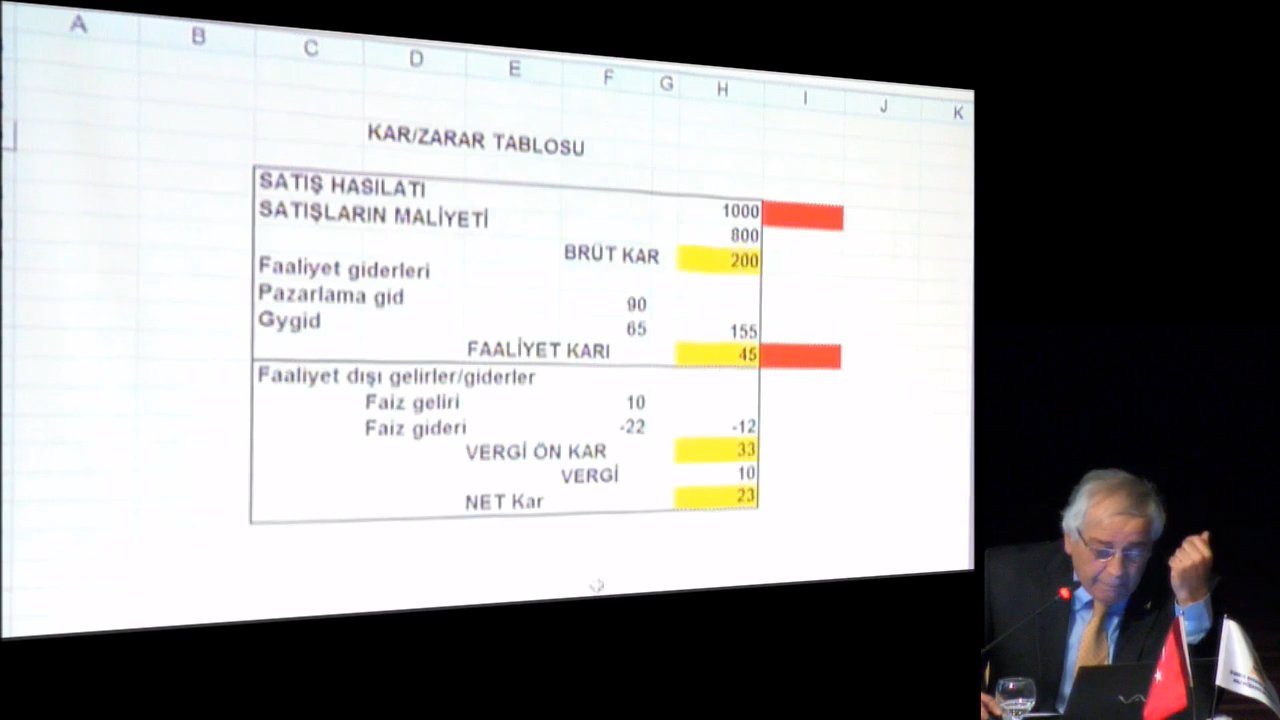 A B C D E F G H I J K
KAR/ZARAR TABLOSU
SATIŞ HASILATI 1000
SATIŞLARIN MALİYETİ 800
BRÜT KAR 200
Faaliyet giderleri
Pazarlama gid 90
Gygid 65 155
FAALİYET KARI 45
Faaliyet dışı gelirler/giderler
Faiz geliri 10
Faiz gideri -22 -12
VERGİ ÖN KAR 33
VERGİ 10
NET Kar 23